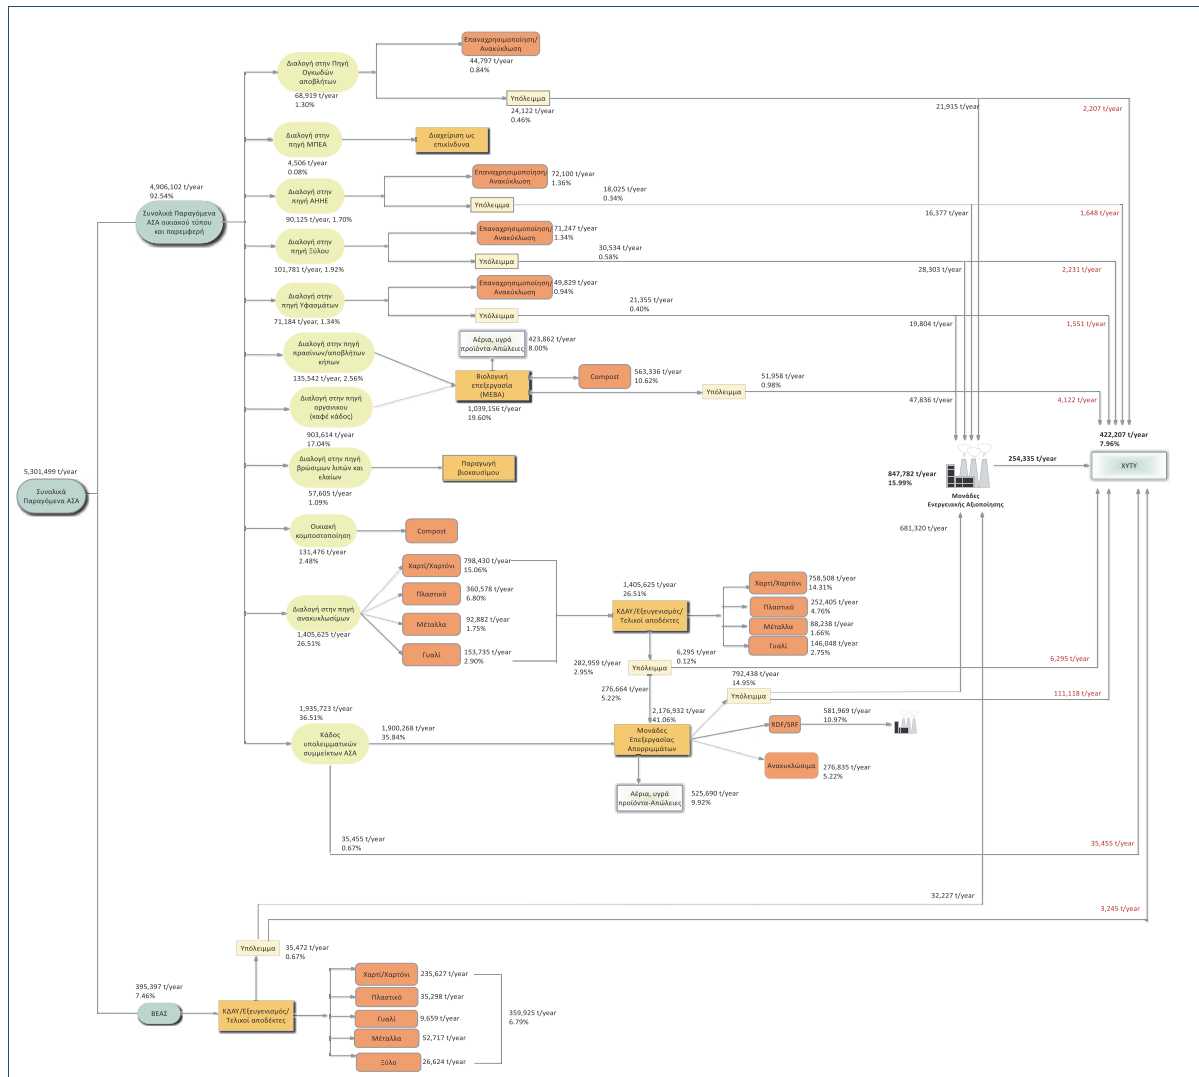 Επαναχρησιμοποίηση/
Ανακύκλωση
44,797 t/year
0.84%
Διαλογή στην Πηγή
Ογκωδών
αποβλήτων
68,919 t/year
1.30%
Υπόλειμμα
24,122 t/year
0.46%
21,915 t/year
2,207 t/year
Διαλογή στην
πηγή ΜΠΕΑ
4,506 t/year
0.08%
Διαχείριση ως
επικίνδυνα
4,906,102 t/year
92.54%
Συνολικά Παραγόμενα
ΑΣΑ οικιακού τύπου
και παρεμφερή
Διαλογή στην
πηγή ΑΗΗΕ
90,125 t/year, 1.70%
Επαναχρησιμοποίηση/
Ανακύκλωση
72,100 t/year
1.36%
Υπόλειμμα
18,025 t/year
0.34%
16,377 t/year
1,648 t/year
Διαλογή στην
πηγή Ξύλου
101,781 t/year, 1.92%
Επαναχρησιμοποίηση/
Ανακύκλωση
71,247 t/year
1.34%
Υπόλειμμα
30,534 t/year
0.58%
28,303 t/year
2,231 t/year
Διαλογή στην
πηγή Υφασμάτων
71,184 t/year, 1.34%
Επαναχρησιμοποίηση/
Ανακύκλωση
49,829 t/year
0.94%
Υπόλειμμα
21,355 t/year
0.40%
19,804 t/year
1,551 t/year
Διαλογή στην πηγή
πρασίνων/αποβλήτων
κήπων
135,542 t/year, 2.56%
Αέρια, υγρά
προϊόντα-Απώλειες
423,862 t/year
8.00%
Βιολογική
επεξεργασία
(ΜΕΒΑ)
1,039,156 t/year
19.60%
Compost
563,336 t/year
10.62%
Υπόλειμμα
51,958 t/year
0.98%
47,836 t/year
4,122 t/year
Διαλογή στην πηγή
οργανικου
(καφέ κάδος)
903,614 t/year
17.04%
422,207 t/year
7.96%
ΧΥΤΥ
254,335 t/year
847,782 t/year
15.99%
Μονάδες
Ενεργειακής Αξιοποίησης
681,320 t/year
5,301,499 t/year
Συνολικά
Παραγόμενα ΑΣΑ
Διαλογή στην πηγή
βρώσιμων λιπών και
ελαίων
57,605 t/year
1.09%
Παραγωγή
βιοκαυσίμου
Οικιακή
κομποστοποίηση
131,476 t/year
2.48%
Compost
Διαλογή στην πηγή
ανακυκλωσίμων
1,405,625 t/year
26.51%
Χαρτί/Χαρτόνι
798,430 t/year
15.06%
Πλαστικό
360,578 t/year
6.80%
Μέταλλα
92,882 t/year
1.75%
Γυαλί
153,735 t/year
2.90%
1,405,625 t/year
26.51%
ΚΔΑΥ/Εξευγενισμός/
Τελικοί αποδέκτες
Χαρτί/Χαρτόνι
758,508 t/year
14.31%
Πλαστικό
252,405 t/year
4.76%
Μέταλλα
88,238 t/year
1.66%
Γυαλί
146,048 t/year
2.75%
282,959 t/year
2.95%
Υπόλειμμα
6,295 t/year
0.12%
6,295 t/year
276,664 t/year
5.22%
792,438 t/year
14.95%
Υπόλειμμα
111,118 t/year
1,935,723 t/year
36.51%
Κάδος
υπολειμματικών
συμμείκτων ΑΣΑ
1,900,268 t/year
35.84%
2,176,932 t/year
41.06%
Μονάδες
Επεξεργασίας
Απορριμμάτων
RDF/SRF
581,969 t/year
10.97%
Ανακυκλώσιμα
276,835 t/year
5.22%
Αέρια, υγρά
προϊόντα-Απώλειες
525,690 t/year
9.92%
35,455 t/year
0.67%
35,455 t/year
32,227 t/year
3,245 t/year
Υπόλειμμα
35,472 t/year
0.67%
395,397 t/year
7.46%
ΒΕΑΣ
ΚΔΑΥ/Εξευγενισμός/
Τελικοί αποδέκτες
Χαρτί/Χαρτόνι
235,627 t/year
Πλαστικό
35,298 t/year
Γυαλί
9,659 t/year
Μέταλλα
52,717 t/year
Ξύλο
26,624 t/year
359,925 t/year
6.79%